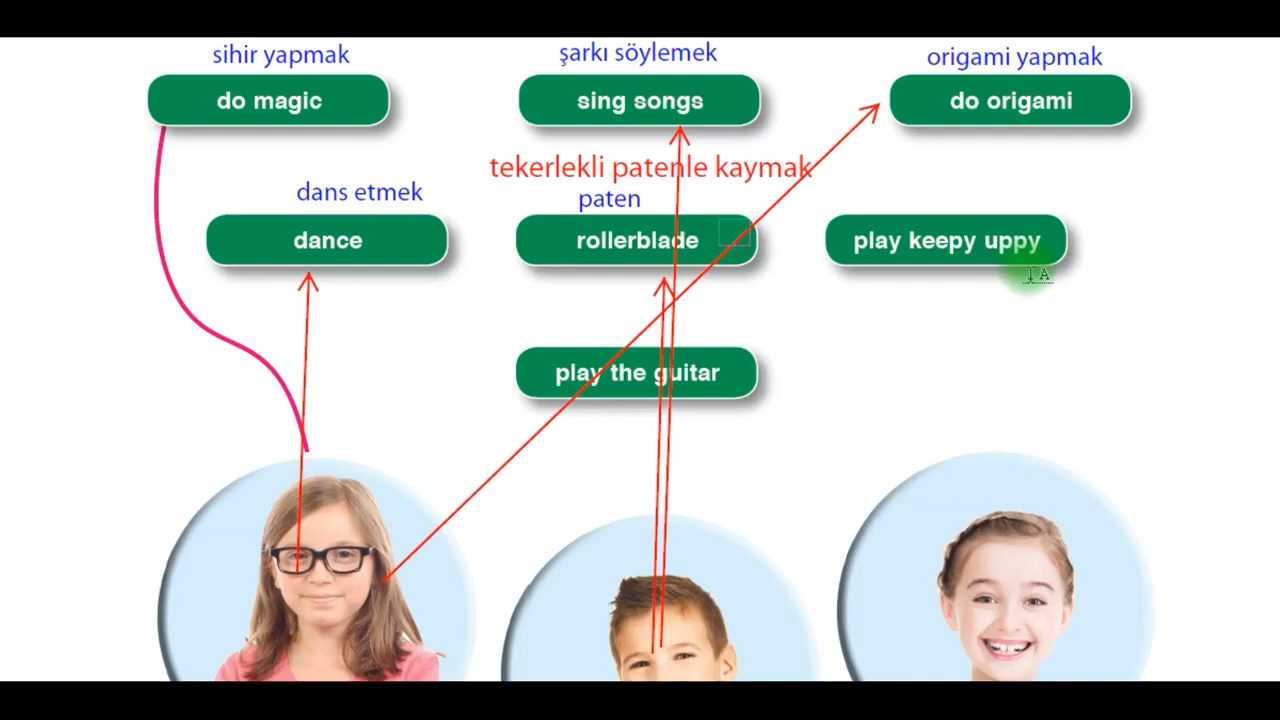 sihir yapmak
şarkı söylemek
origami yapmak
do magic
sing songs
do origami
tekerlekli patenle kaymak
dans etmek
paten
dance
rollerblade
play keepy uppy
A
play the guitar